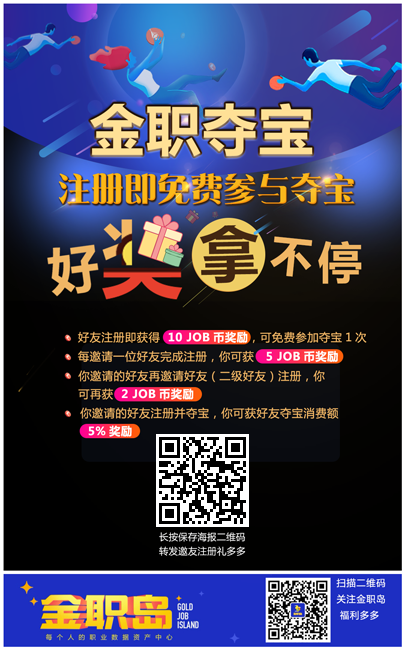 金职夺宝
注册即免费参与夺宝
好奖拿不停
好友注册即获得 10 JOB 币奖励，可免费参加夺宝 1 次
每邀请一位好友完成注册，你可获 5 JOB 币奖励
你邀请的好友再邀请好友（二级好友）注册，你
可再获 2 JOB 币奖励
你邀请的好友注册并夺宝，你可获好友夺宝消费额
5% 奖励
长按保存海报二维码
转发邀友注册礼多多
金职岛
GOLD
JOB
ISLAND
每个人的职业数据资产中心
扫描二维码
关注金职岛
福利多多